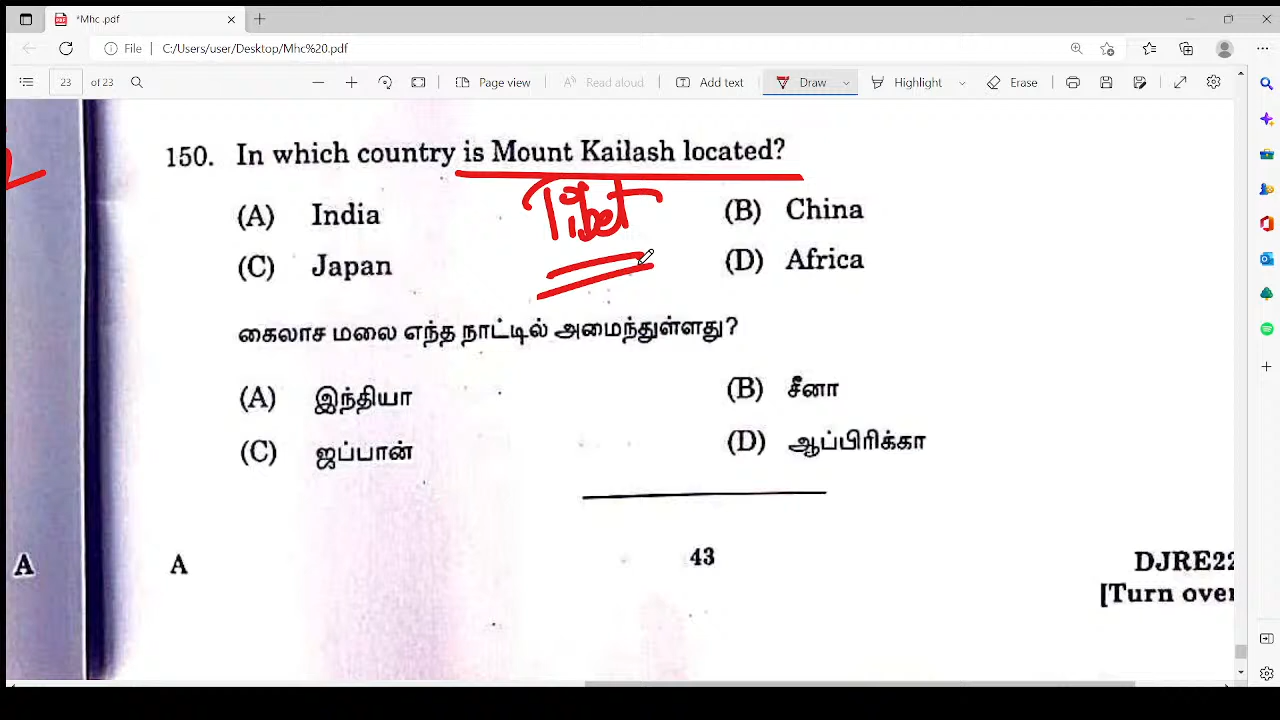 *Mhc .pdf
File | C:/Users/user/Desktop/Mhc%20.pdf
23 of 23 Page view Read aloud Add text Draw Highlight Erase
150. In which country is Mount Kailash located?
Tibet
(A) India (B) China
(C) Japan (D) Africa
கைலாச மலை எந்த நாட்டில் அமைந்துள்ளது?
(A) இந்தியா (B) சீனா
(C) ஜப்பான் (D) ஆப்பிரிக்கா
A A 43 DJRE22
[Turn over